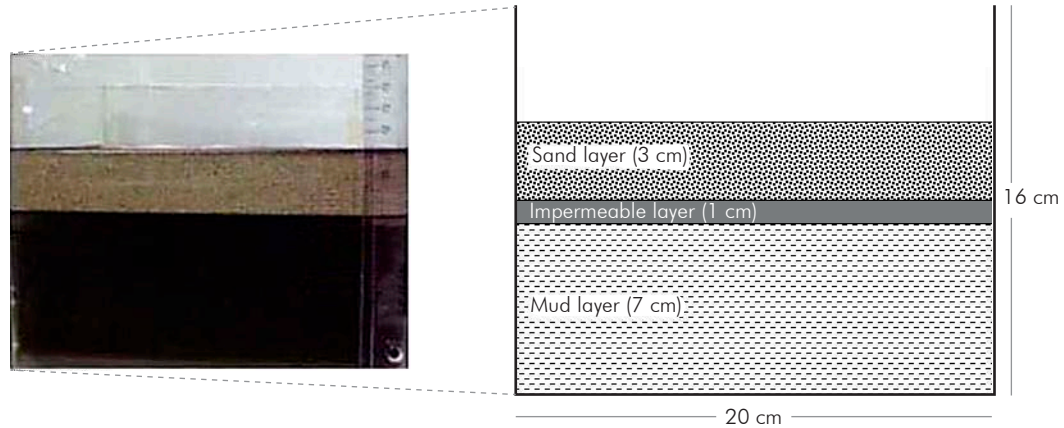 Sand layer (3 cm)
Impermeable layer (1 cm)
16 cm
Mud layer (7 cm)
20 cm